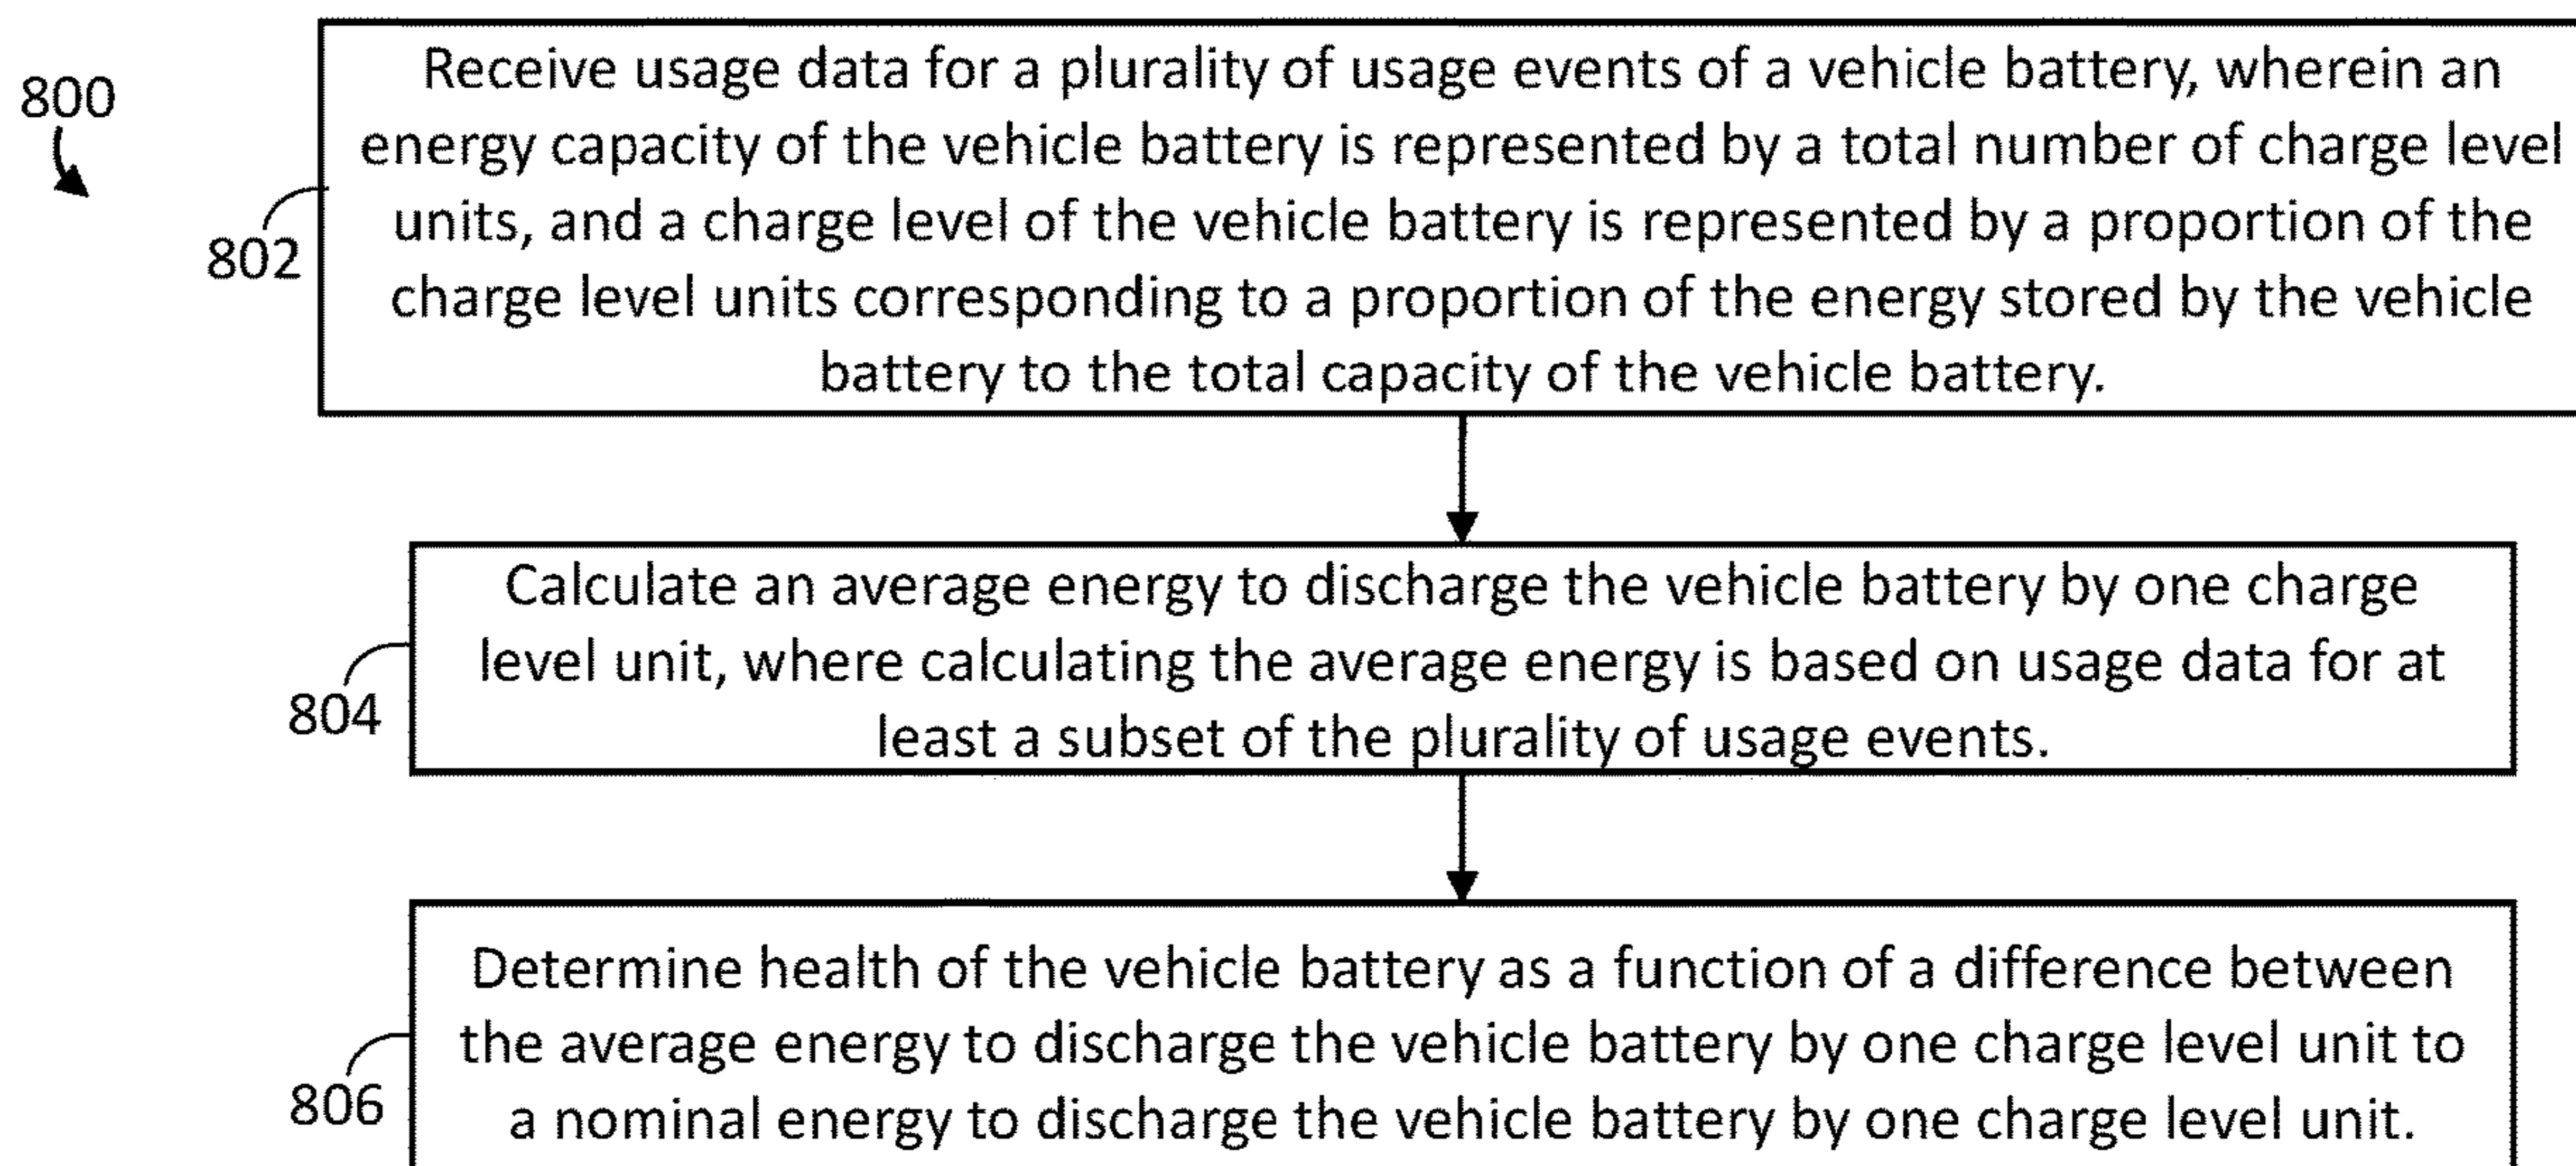 800
Receive usage data for a plurality of usage events of a vehicle battery, wherein an
energy capacity of the vehicle battery is represented by a total number of charge level
units, and a charge level of the vehicle battery is represented by a proportion of the
charge level units corresponding to a proportion of the energy stored by the vehicle
battery to the total capacity of the vehicle battery.
802
Calculate an average energy to discharge the vehicle battery by one charge
level unit, where calculating the average energy is based on usage data for at
least a subset of the plurality of usage events.
804
Determine health of the vehicle battery as a function of a difference between
the average energy to discharge the vehicle battery by one charge level unit to
a nominal energy to discharge the vehicle battery by one charge level unit.
806